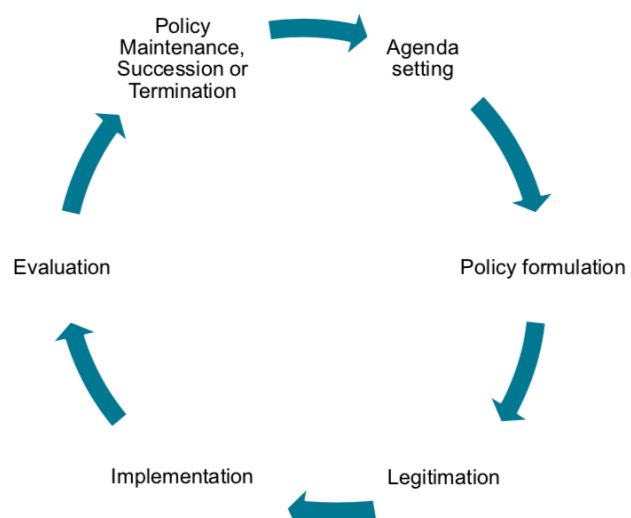 Policy
Maintenance,
Succession or
Termination
Agenda
setting
Policy formulation
Legitimation
Implementation
Evaluation